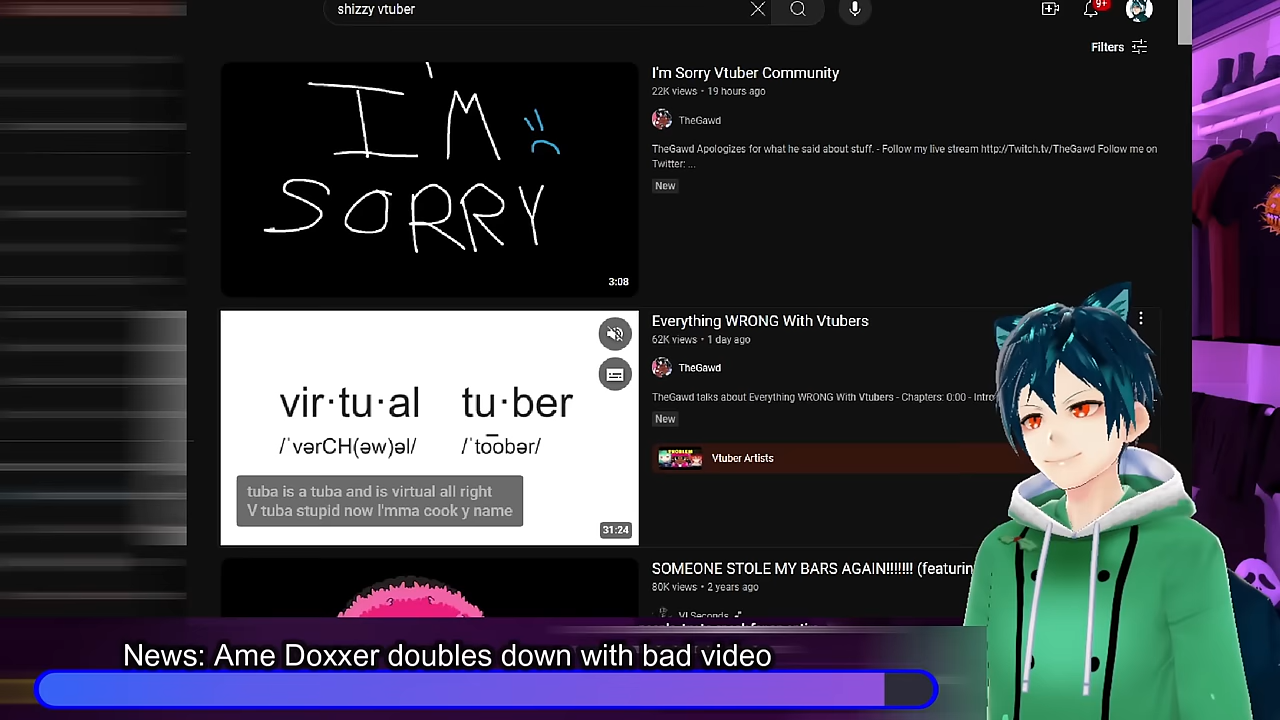 shizzy vtuber
9+
Filters
I'M
SORRY
3:08
I'm Sorry Vtuber Community
22K views • 19 hours ago
TheGawd
TheGawd Apologizes for what he said about stuff. - Follow my live stream http://Twitch.tv/TheGawd Follow me on
Twitter: ...
New
vir·tu·al tu·ber
/ˈvərCH(əw)əl/ /ˈto͞obər/
tuba is a tuba and is virtual all right
V tuba stupid now I'mma cook y name
31:24
Everything WRONG With Vtubers
62K views • 1 day ago
TheGawd
TheGawd talks about Everything WRONG With Vtubers - Chapters: 0:00 - Intro
New
PROBLEM
Vtuber Artists
SOMEONE STOLE MY BARS AGAIN!!!!!!! (featurin
80K views • 2 years ago
VI Seconds
News: Ame Doxxer doubles down with bad video